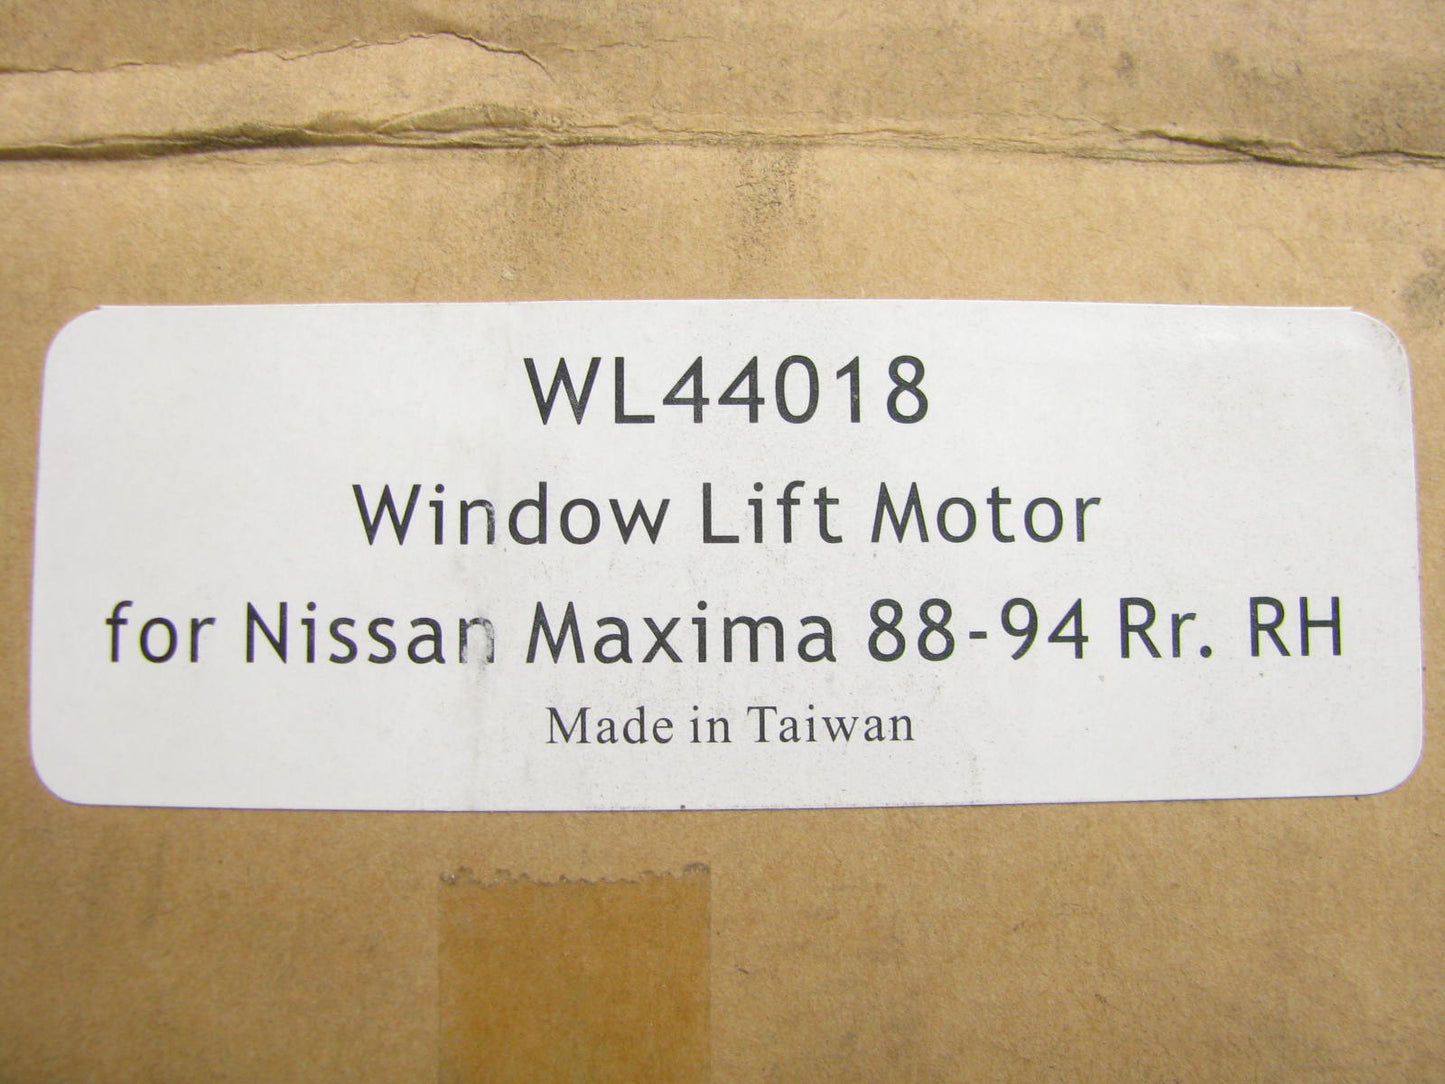 WL44018
Window Lift Motor
for Nissan Maxima 88-94 Rr. RH
Made in Taiwan